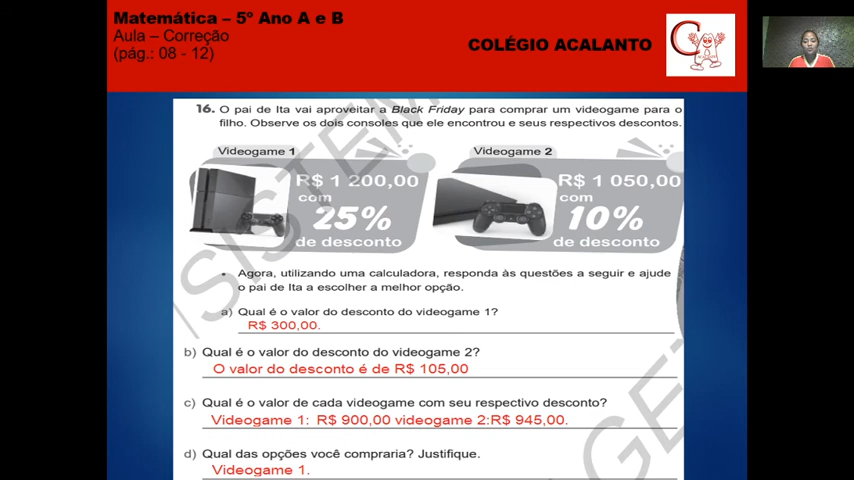 Matemática – 5º Ano A e B
Aula – Correção
(pág.: 08 - 12)
COLÉGIO ACALANTO
C
16. O pai de Ita vai aproveitar a Black Friday para comprar um videogame para o
filho. Observe os dois consoles que ele encontrou e seus respectivos descontos.
Videogame 1
R$ 1 200,00
com
25%
de desconto
Videogame 2
R$ 1 050,00
com
10%
de desconto
• Agora, utilizando uma calculadora, responda às questões a seguir e ajude
o pai de Ita a escolher a melhor opção.
a) Qual é o valor do desconto do videogame 1?
R$ 300,00.
b) Qual é o valor do desconto do videogame 2?
O valor do desconto é de R$ 105,00
c) Qual é o valor de cada videogame com seu respectivo desconto?
Videogame 1: R$ 900,00 videogame 2:R$ 945,00.
d) Qual das opções você compraria? Justifique.
Videogame 1.
SISTEM
GET